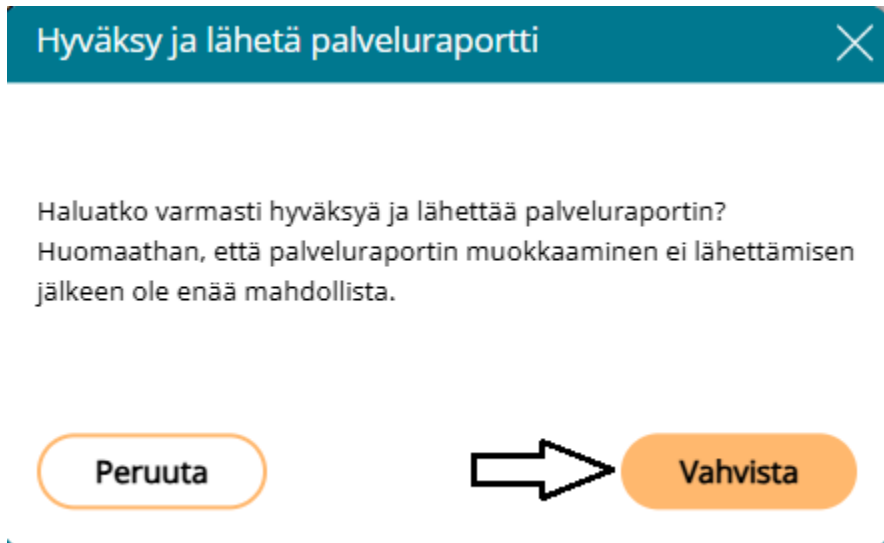 Hyväksy ja lähetä palveluraportti
Haluatko varmasti hyväksyä ja lähettää palveluraportin?
Huomaathan, että palveluraportin muokkaaminen ei lähettämisen
jälkeen ole enää mahdollista.
Peruuta
Vahvista